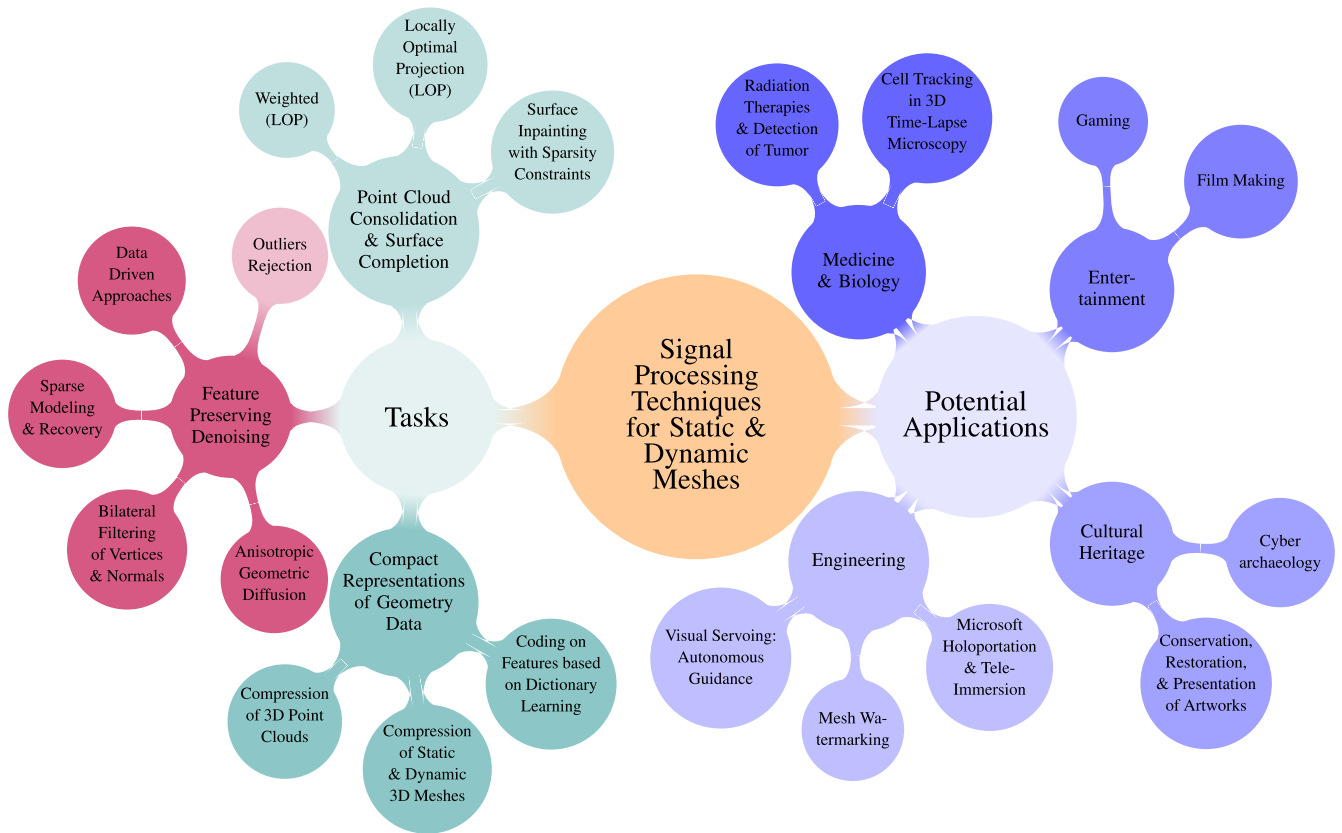 Signal
Processing
Techniques
for Static &
Dynamic
Meshes
Tasks
Point Cloud
Consolidation
& Surface
Completion
Weighted
(LOP)
Locally
Optimal
Projection
(LOP)
Surface
Inpainting
with Sparsity
Constraints
Feature
Preserving
Denoising
Outliers
Rejection
Data
Driven
Approaches
Sparse
Modeling
& Recovery
Bilateral
Filtering
of Vertices
& Normals
Anisotropic
Geometric
Diffusion
Compact
Representations
of Geometry
Data
Compression
of 3D Point
Clouds
Compression
of Static
& Dynamic
3D Meshes
Coding on
Features based
on Dictionary
Learning
Potential
Applications
Medicine
& Biology
Radiation
Therapies
& Detection
of Tumor
Cell Tracking
in 3D
Time-Lapse
Microscopy
Enter-
tainment
Gaming
Film Making
Cultural
Heritage
Cyber
archaeology
Conservation,
Restoration,
& Presentation
of Artworks
Engineering
Visual Servoing:
Autonomous
Guidance
Mesh Wa-
termarking
Microsoft
Holoportation
& Tele-
Immersion